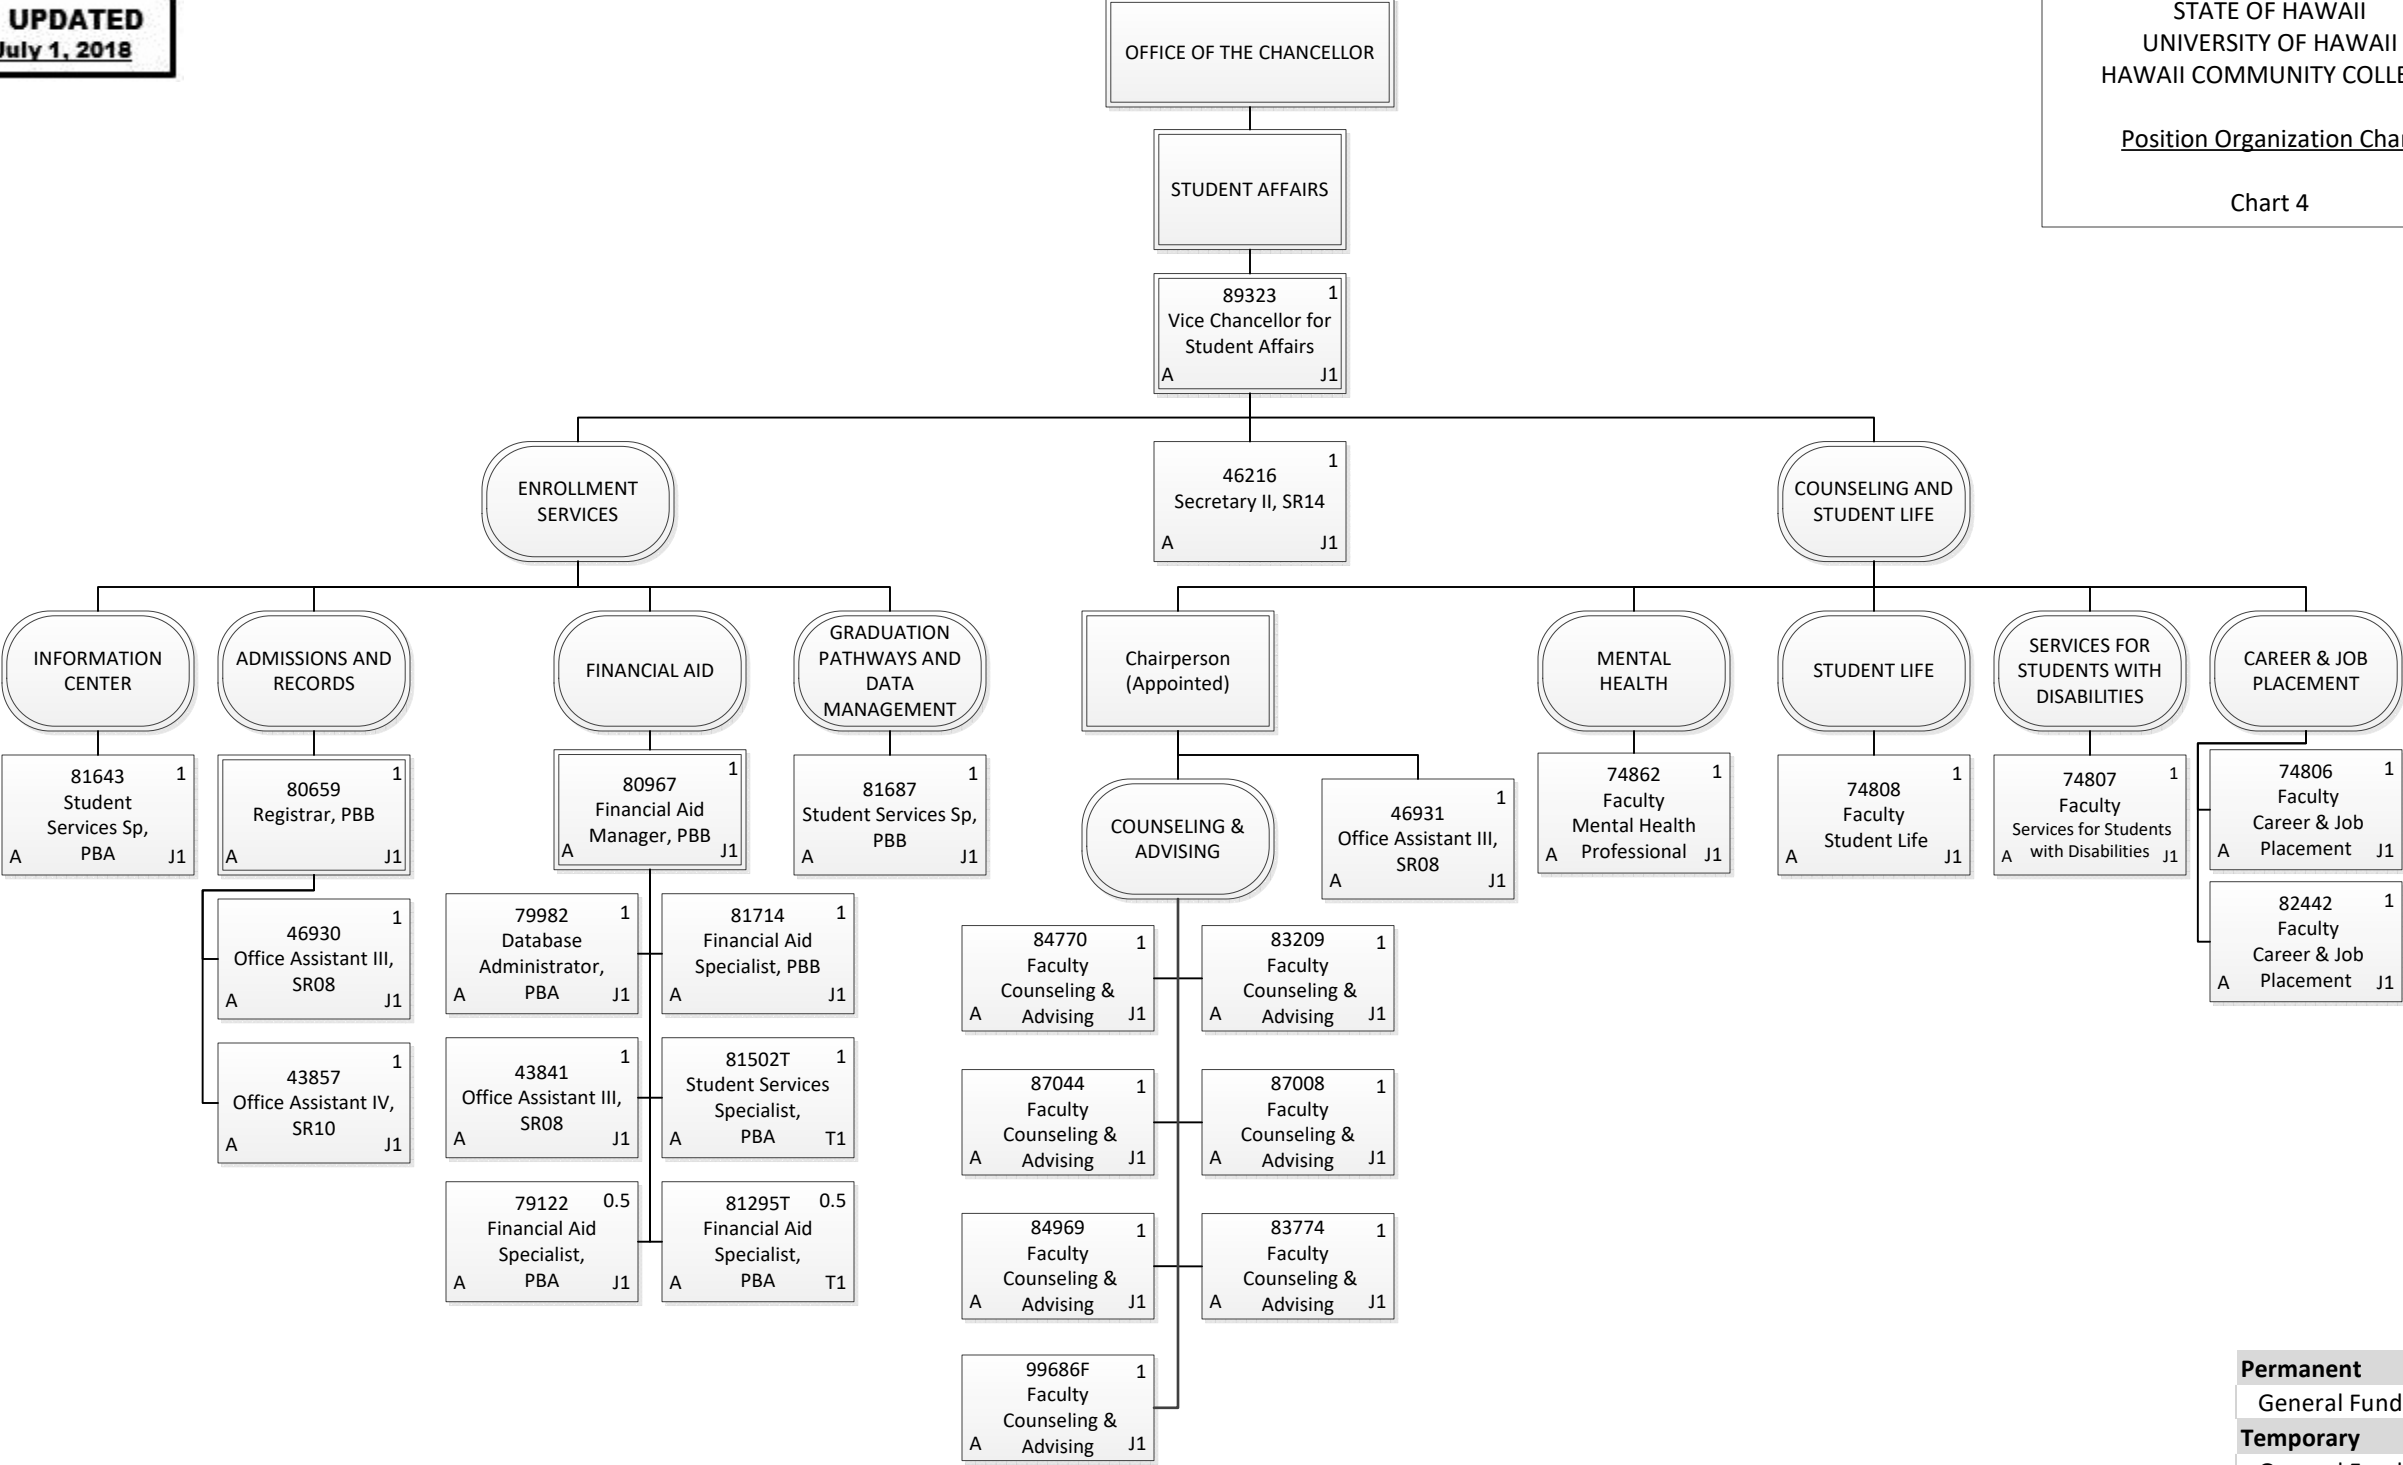 UPDATED
July 1, 2018
STATE OF HAWAII
UNIVERSITY OF HAWAII
HAWAII COMMUNITY COLLE
Position Organization Char
Chart 4
OFFICE OF THE CHANCELLOR
STUDENT AFFAIRS
89323 1
Vice Chancellor for
Student Affairs
A J1
ENROLLMENT
SERVICES
46216 1
Secretary II, SR14
A J1
COUNSELING AND
STUDENT LIFE
INFORMATION
CENTER
ADMISSIONS AND
RECORDS
FINANCIAL AID
GRADUATION
PATHWAYS AND
DATA
MANAGEMENT
Chairperson
(Appointed)
MENTAL
HEALTH
STUDENT LIFE
SERVICES FOR
STUDENTS WITH
DISABILITIES
CAREER & JOB
PLACEMENT
81643 1
Student
Services Sp,
PBA
A J1
80659 1
Registrar, PBB
A J1
80967 1
Financial Aid
Manager, PBB
A J1
81687 1
Student Services Sp,
PBB
A J1
COUNSELING &
ADVISING
46931 1
Office Assistant III,
SR08
A J1
74862 1
Faculty
Mental Health
Professional
A J1
74808 1
Faculty
Student Life
A J1
74807 1
Faculty
Services for Students
with Disabilities
A J1
74806 1
Faculty
Career & Job
Placement
A J1
82442 1
Faculty
Career & Job
Placement
A J1
46930 1
Office Assistant III,
SR08
A J1
43857 1
Office Assistant IV,
SR10
A J1
79982 1
Database
Administrator,
PBA
A J1
81714 1
Financial Aid
Specialist, PBB
A J1
43841 1
Office Assistant III,
SR08
A J1
81502T 1
Student Services
Specialist,
PBA
A T1
79122 0.5
Financial Aid
Specialist,
PBA
A J1
81295T 0.5
Financial Aid
Specialist,
PBA
A T1
84770 1
Faculty
Counseling &
Advising
A J1
83209 1
Faculty
Counseling &
Advising
A J1
87044 1
Faculty
Counseling &
Advising
A J1
87008 1
Faculty
Counseling &
Advising
A J1
84969 1
Faculty
Counseling &
Advising
A J1
83774 1
Faculty
Counseling &
Advising
A J1
99686F 1
Faculty
Counseling &
Advising
A J1
Permanent
General Fund
Temporary